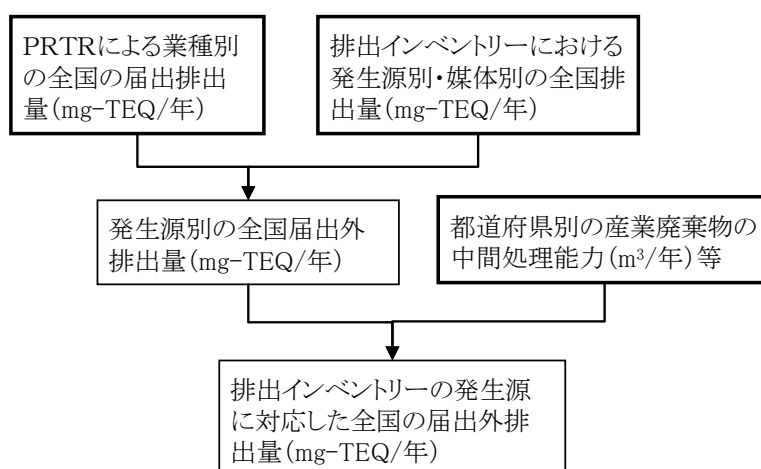 PRTRによる業種別
の全国の届出排出
量(mg-TEQ/年)
排出インベントリーにおける
発生源別・媒体別の全国排
出量(mg-TEQ/年)
発生源別の全国届出外
排出量(mg-TEQ/年)
都道府県別の産業廃棄物の
中間処理能力(m³/年)等
排出インベントリーの発生源
に対応した全国の届出外排
出量(mg-TEQ/年)